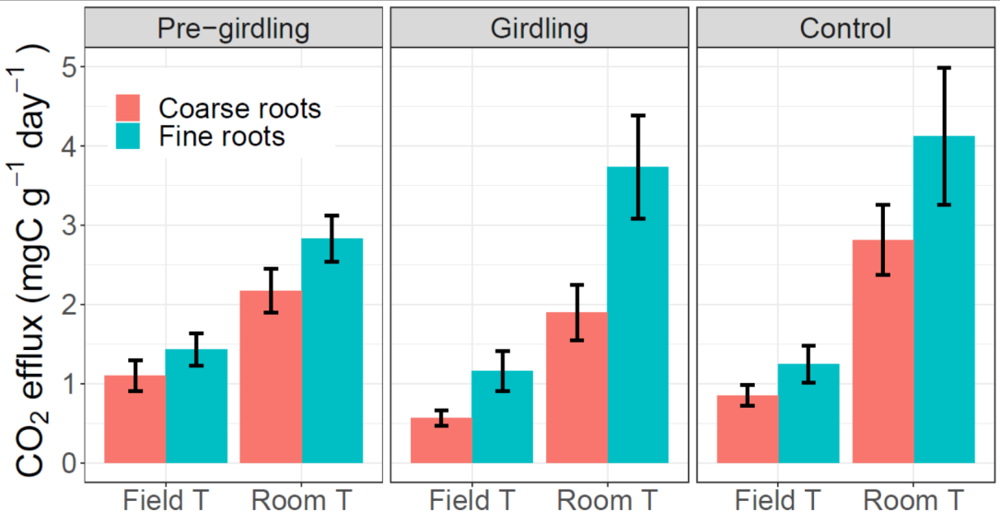 Pre−girdling
Girdling
Control
CO₂ efflux (mgC g⁻¹ day⁻¹ )
5
4
3
2
1
0
Coarse roots
Fine roots
Field T
Room T
Field T
Room T
Field T
Room T